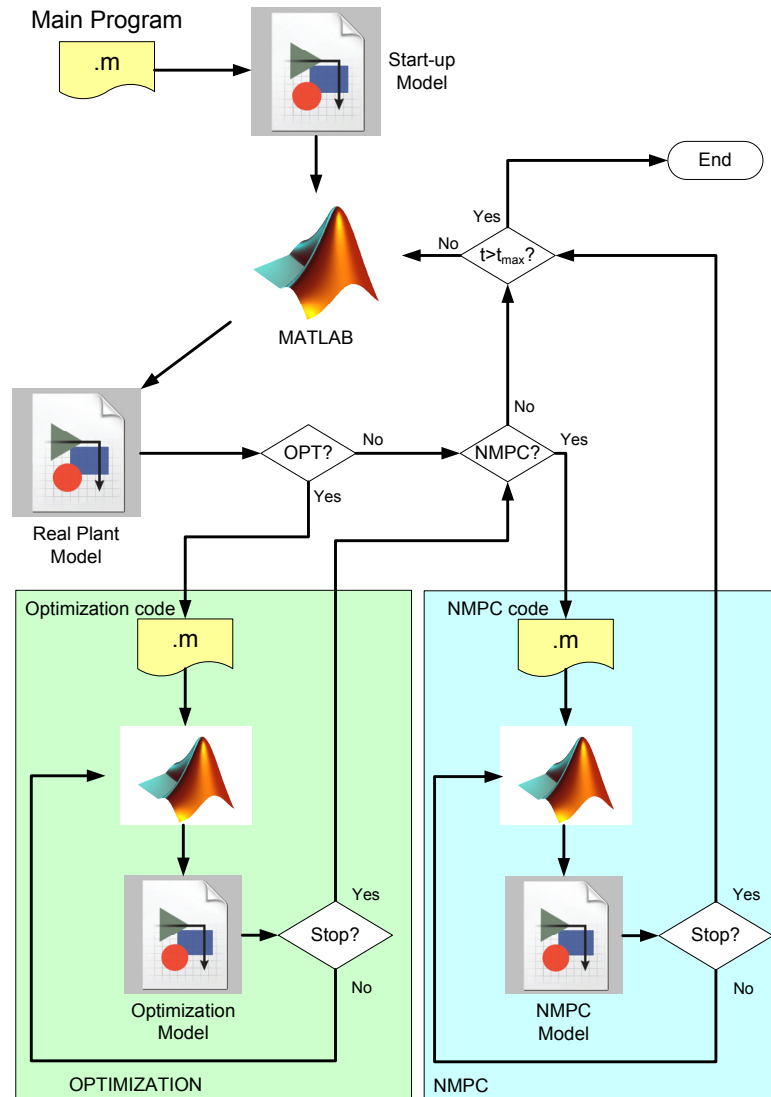 Main Program
.m
Start-up
Model
End
Yes
No
t>tmax?
MATLAB
No
OPT?
No
NMPC?
Yes
Yes
Real Plant
Model
Optimization code
.m
NMPC code
.m
Yes
Stop?
No
Optimization
Model
OPTIMIZATION
Yes
Stop?
No
NMPC
Model
NMPC